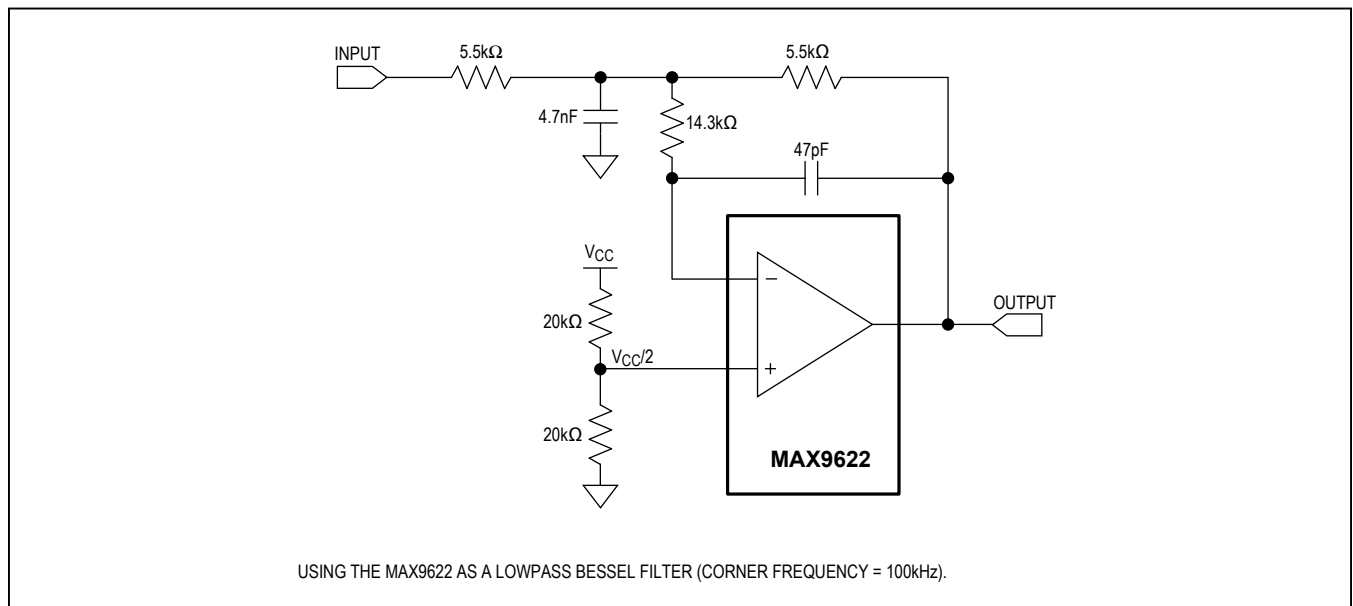 INPUT
5.5kΩ
5.5kΩ
4.7nF
14.3kΩ
47pF
VCC
20kΩ
VCC/2
20kΩ
−
+
OUTPUT
MAX9622
USING THE MAX9622 AS A LOWPASS BESSEL FILTER (CORNER FREQUENCY = 100kHz).